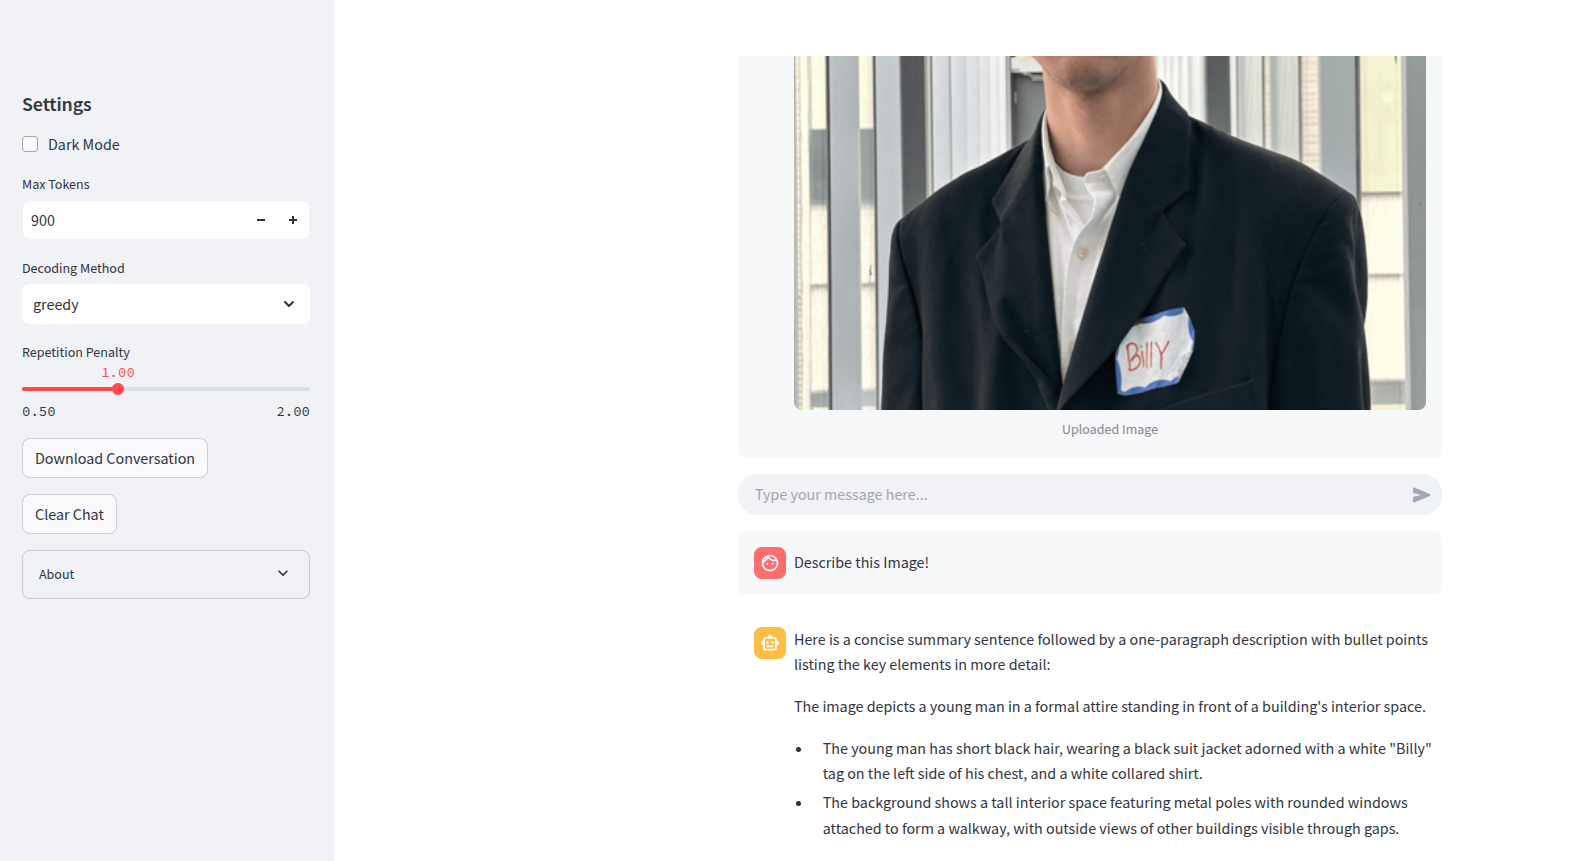 Settings
Dark Mode
Max Tokens
900
Decoding Method
greedy
Repetition Penalty
1.00
0.50 2.00
Download Conversation
Clear Chat
About
BillY
Uploaded Image
Type your message here...
Describe this Image!
Here is a concise summary sentence followed by a one-paragraph description with bullet points
listing the key elements in more detail:
The image depicts a young man in a formal attire standing in front of a building's interior space.
• The young man has short black hair, wearing a black suit jacket adorned with a white "Billy"
tag on the left side of his chest, and a white collared shirt.
• The background shows a tall interior space featuring metal poles with rounded windows
attached to form a walkway, with outside views of other buildings visible through gaps.